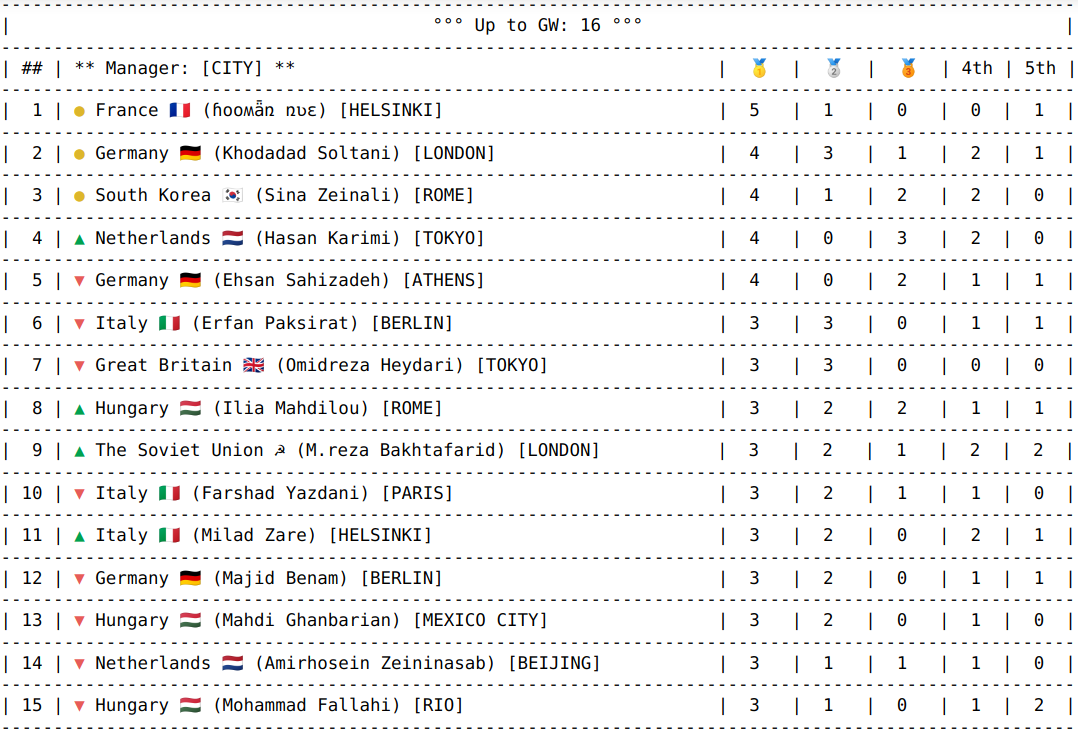 °°° Up to GW: 16 °°°
| ## | ** Manager: [CITY] ** | 🥇 | 🥈 | 🥉 | 4th | 5th |
| 1 | ● France 🇫🇷 (ɦooʍǟռ ռʋɛ) [HELSINKI] | 5 | 1 | 0 | 0 | 1 |
| 2 | ● Germany 🇩🇪 (Khodadad Soltani) [LONDON] | 4 | 3 | 1 | 2 | 1 |
| 3 | ● South Korea 🇰🇷 (Sina Zeinali) [ROME] | 4 | 1 | 2 | 2 | 0 |
| 4 | ▲ Netherlands 🇳🇱 (Hasan Karimi) [TOKYO] | 4 | 0 | 3 | 2 | 0 |
| 5 | ▼ Germany 🇩🇪 (Ehsan Sahizadeh) [ATHENS] | 4 | 0 | 2 | 1 | 1 |
| 6 | ▼ Italy 🇮🇹 (Erfan Paksirat) [BERLIN] | 3 | 3 | 0 | 1 | 1 |
| 7 | ▼ Great Britain 🇬🇧 (Omidreza Heydari) [TOKYO] | 3 | 3 | 0 | 0 | 0 |
| 8 | ▲ Hungary 🇭🇺 (Ilia Mahdilou) [ROME] | 3 | 2 | 2 | 1 | 1 |
| 9 | ▲ The Soviet Union ☭ (M.reza Bakhtafarid) [LONDON] | 3 | 2 | 1 | 2 | 2 |
| 10 | ▼ Italy 🇮🇹 (Farshad Yazdani) [PARIS] | 3 | 2 | 1 | 1 | 0 |
| 11 | ▲ Italy 🇮🇹 (Milad Zare) [HELSINKI] | 3 | 2 | 0 | 2 | 1 |
| 12 | ▼ Germany 🇩🇪 (Majid Benam) [BERLIN] | 3 | 2 | 0 | 1 | 1 |
| 13 | ▼ Hungary 🇭🇺 (Mahdi Ghanbarian) [MEXICO CITY] | 3 | 2 | 0 | 1 | 0 |
| 14 | ▼ Netherlands 🇳🇱 (Amirhosein Zeininasab) [BEIJING] | 3 | 1 | 1 | 1 | 0 |
| 15 | ▼ Hungary 🇭🇺 (Mohammad Fallahi) [RIO] | 3 | 1 | 0 | 1 | 2 |